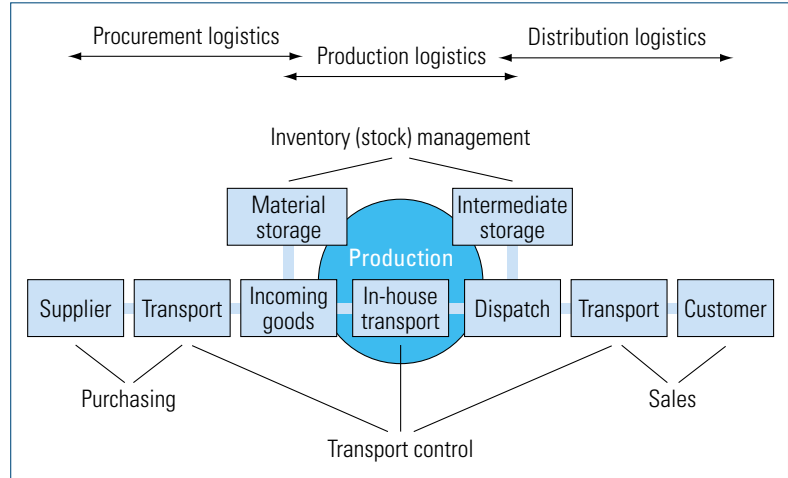 Procurement logistics
Distribution logistics
Production logistics
Inventory (stock) management
Material
storage
Intermediate
storage
Production
Supplier
Transport
Incoming
goods
In-house
transport
Dispatch
Transport
Customer
Purchasing
Sales
Transport control